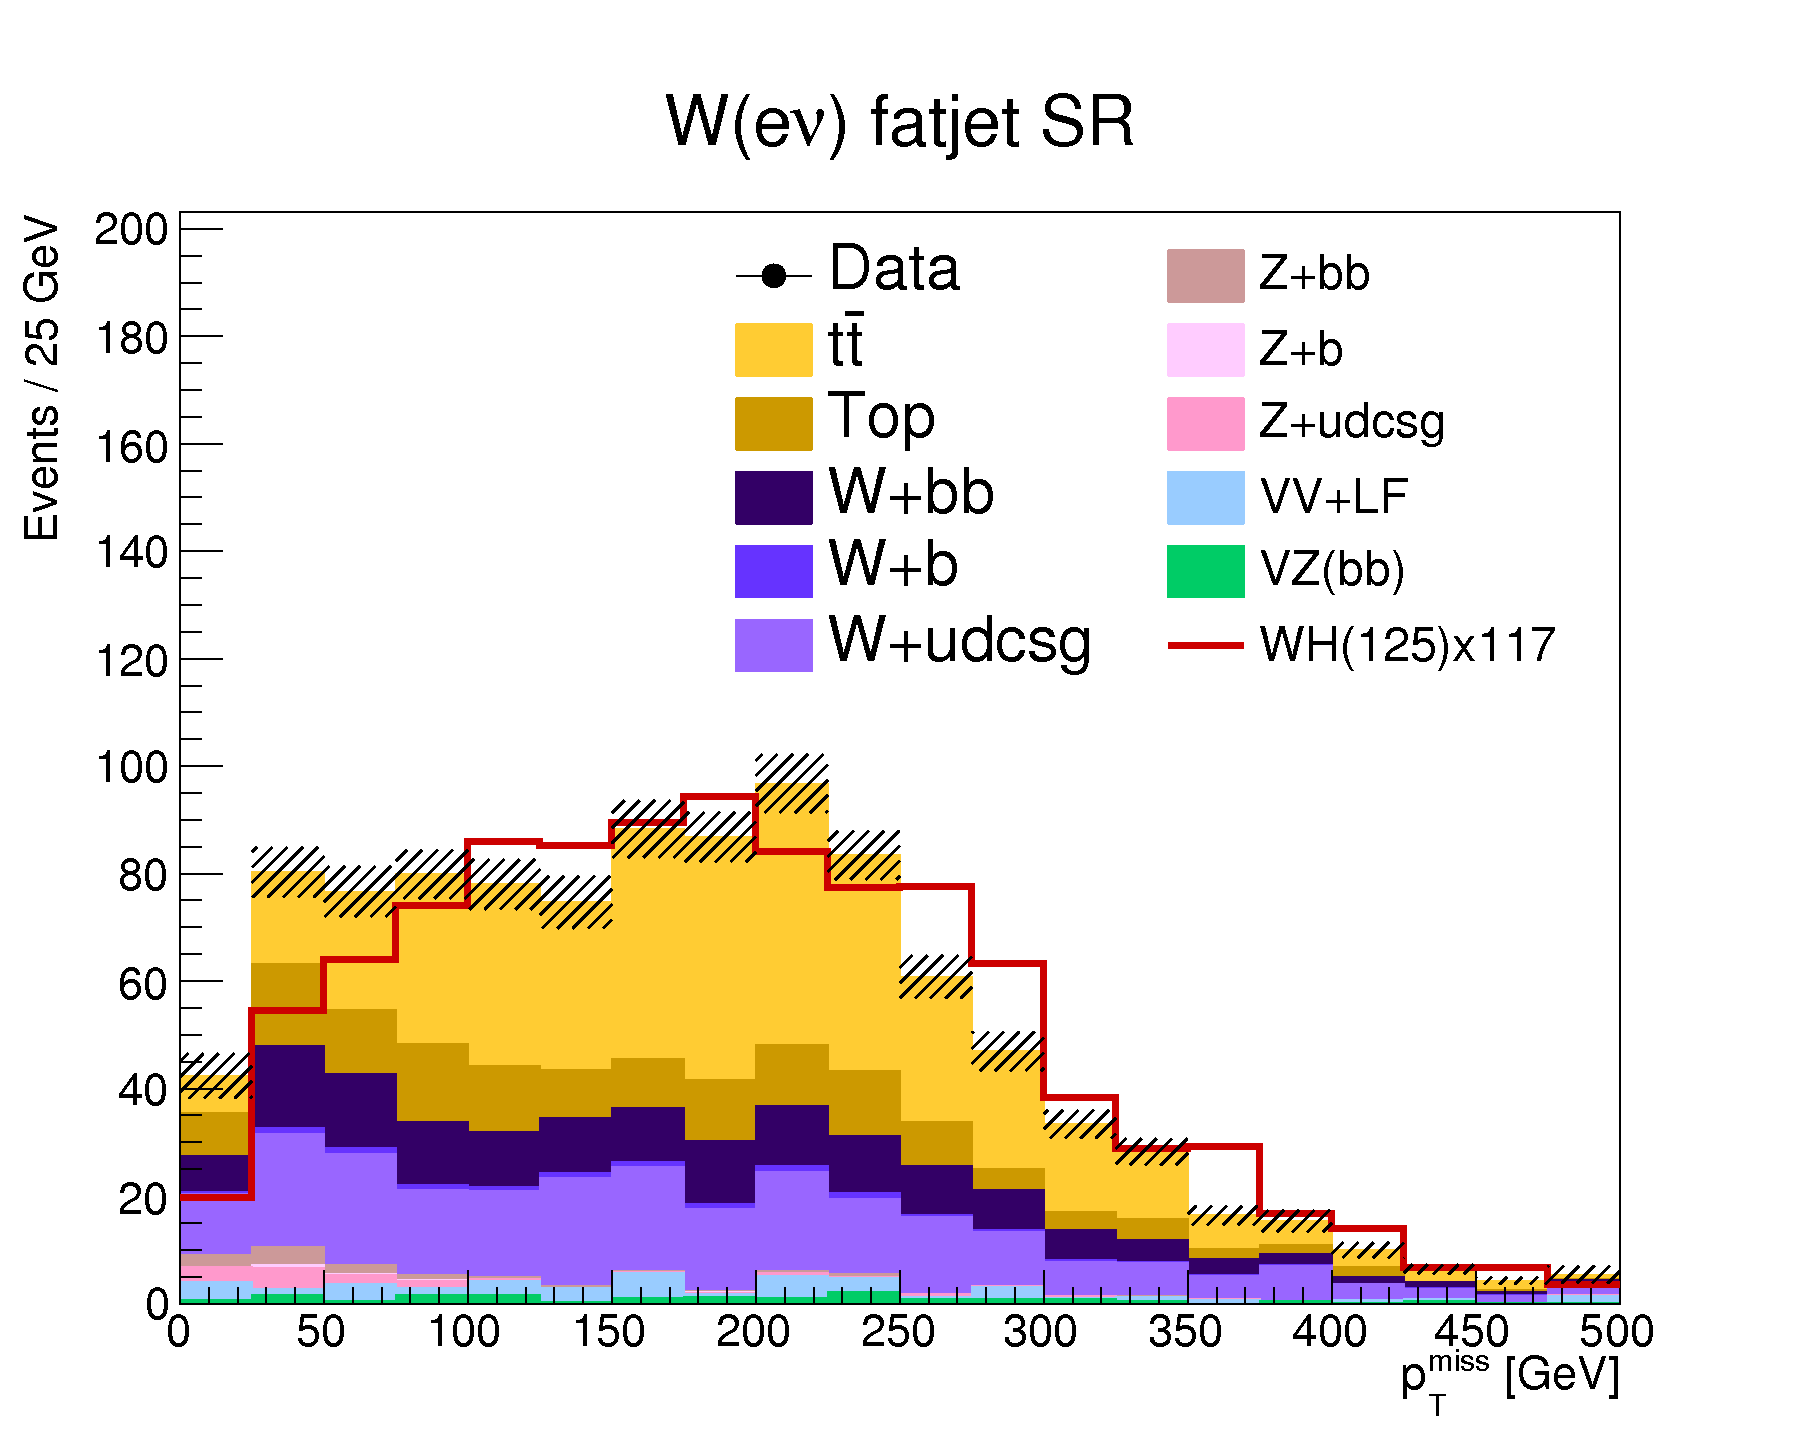 W(eν) fatjet SR
Events / 25 GeV
200
180
160
140
120
100
80
60
40
20
0
Data
tt̄
Top
W+bb
W+b
W+udcsg
Z+bb
Z+b
Z+udcsg
VV+LF
VZ(bb)
WH(125)x117
0 50 100 150 200 250 300 350 400 450 500
p_T^miss [GeV]